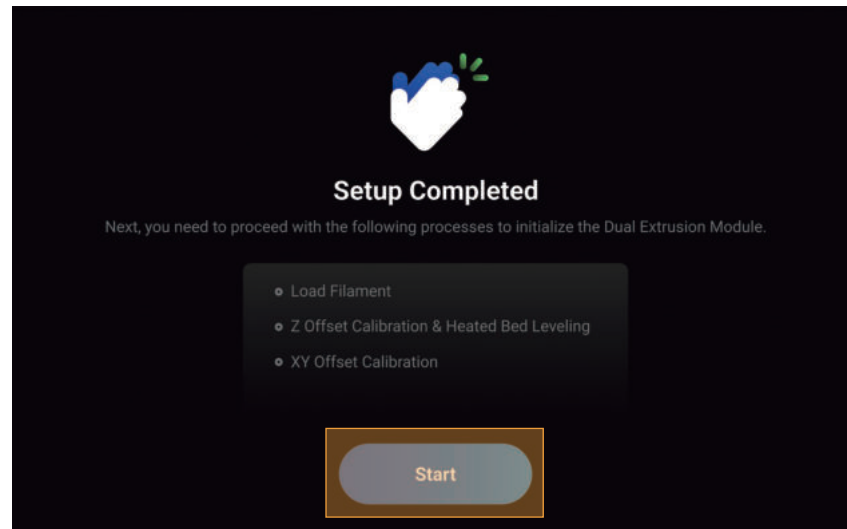 Setup Completed
Next, you need to proceed with the following processes to initialize the Dual Extrusion Module.
Load Filament
Z Offset Calibration & Heated Bed Leveling
XY Offset Calibration
Start